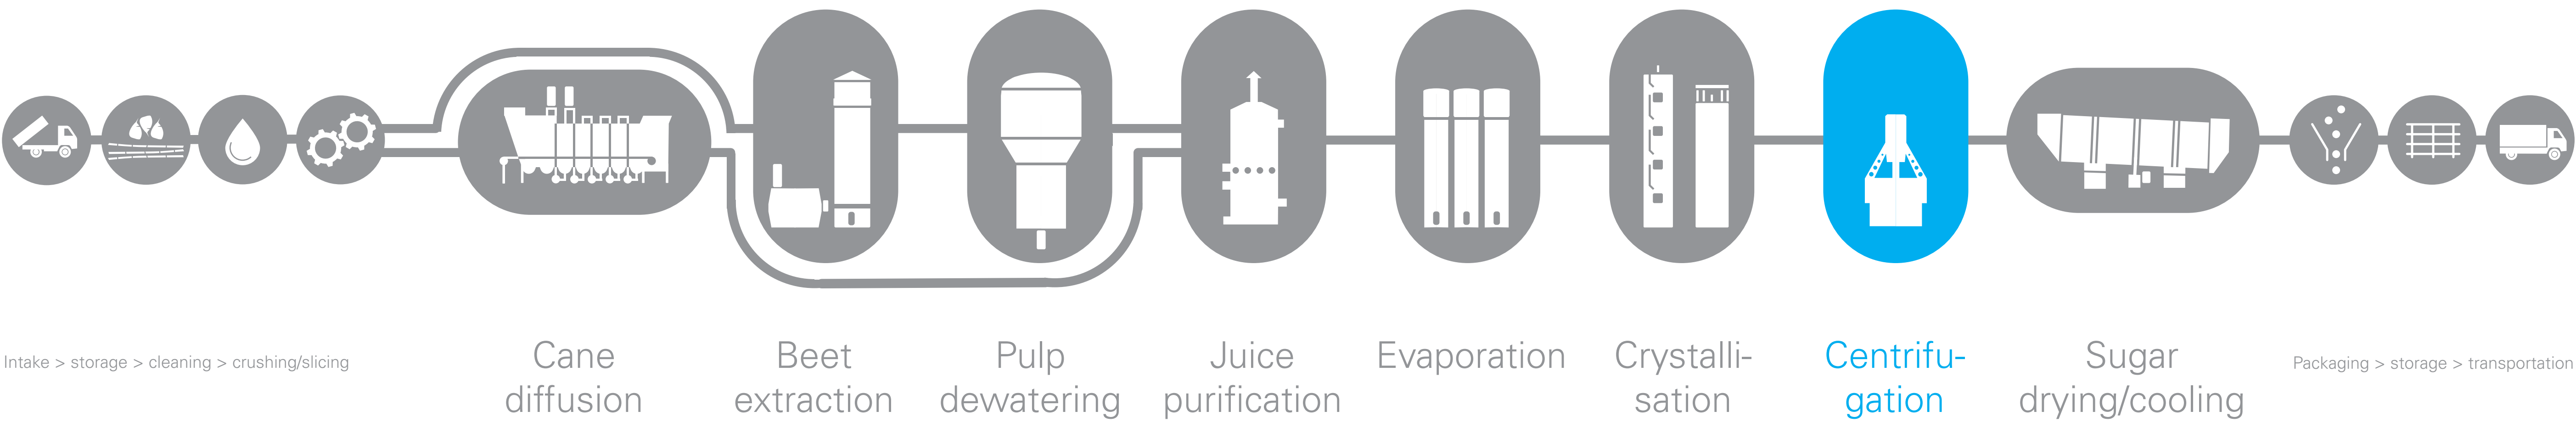 Intake > storage > cleaning > crushing/slicing
Cane
diffusion
Beet
extraction
Pulp
dewatering
Juice
purification
Evaporation
Crystalli-
sation
Centrifu-
gation
Sugar
drying/cooling
Packaging > storage > transportation